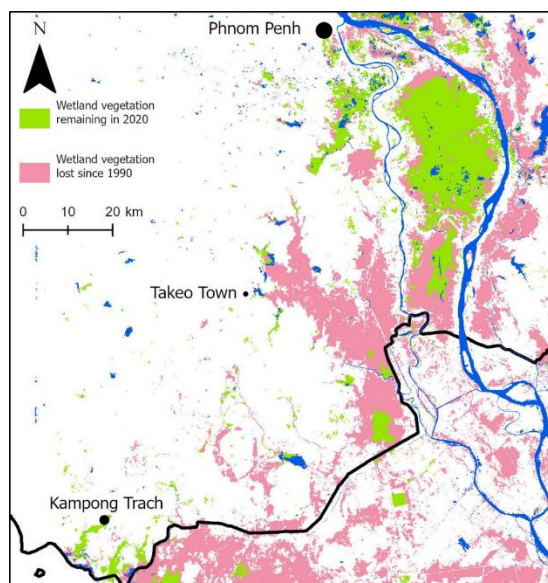 Phnom Penh
N
Wetland vegetation
remaining in 2020
Wetland vegetation
lost since 1990
0 10 20 km
Takeo Town
Kampong Trach